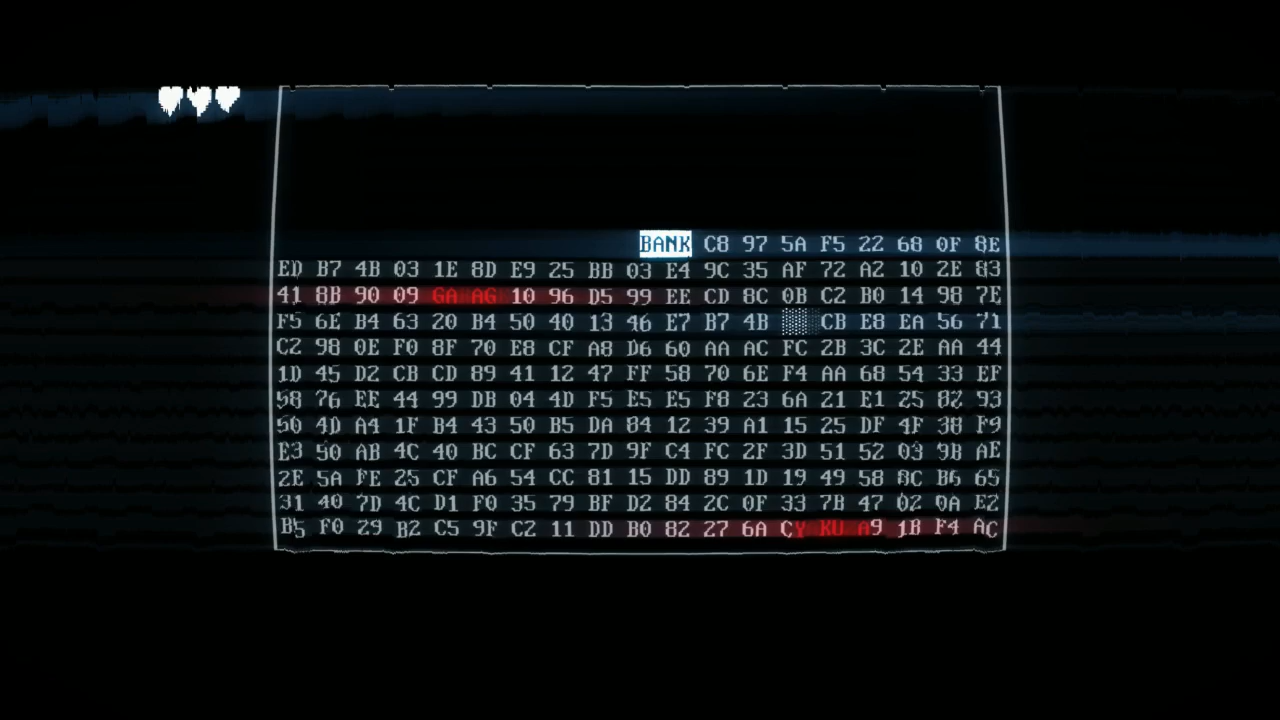 BANK C8 97 5A F5 22 68 0F 8E
ED B7 4B 03 1E 8D E9 25 BB 03 E4 9C 35 AF 72 A2 10 2E 83
41 8B 90 09 GA AG 10 96 D5 99 EE CD 8C 0B C2 B0 14 98 7E
F5 6E B4 63 20 B4 50 40 13 46 E7 B7 4B CB E8 EA 56 71
C2 98 0E F0 8F 70 E8 CF A8 D6 60 AA AC FC 2B 3C 2E AA 44
1D 45 D2 CB CD 89 41 12 47 FF 58 70 6E F4 AA 68 54 33 EF
58 76 EE 44 99 DB 04 4D F5 E5 E5 F8 23 6A 21 E1 25 82 93
50 4D A4 1F B4 43 50 B5 DA 84 12 39 A1 15 25 DF 4F 38 F9
E3 50 AB 4C 40 BC CF 63 7D 9F C4 FC 2F 3D 51 52 03 9B AE
2E 5A FE 25 CF A6 54 CC 81 15 DD 89 1D 19 49 58 8C B6 65
31 40 7D 4C D1 F0 35 79 BF D2 84 2C 0F 33 7B 47 02 0A E2
B5 F0 29 B2 C5 9F C2 11 DD B0 82 27 6A CY KU A9 1B F4 AC